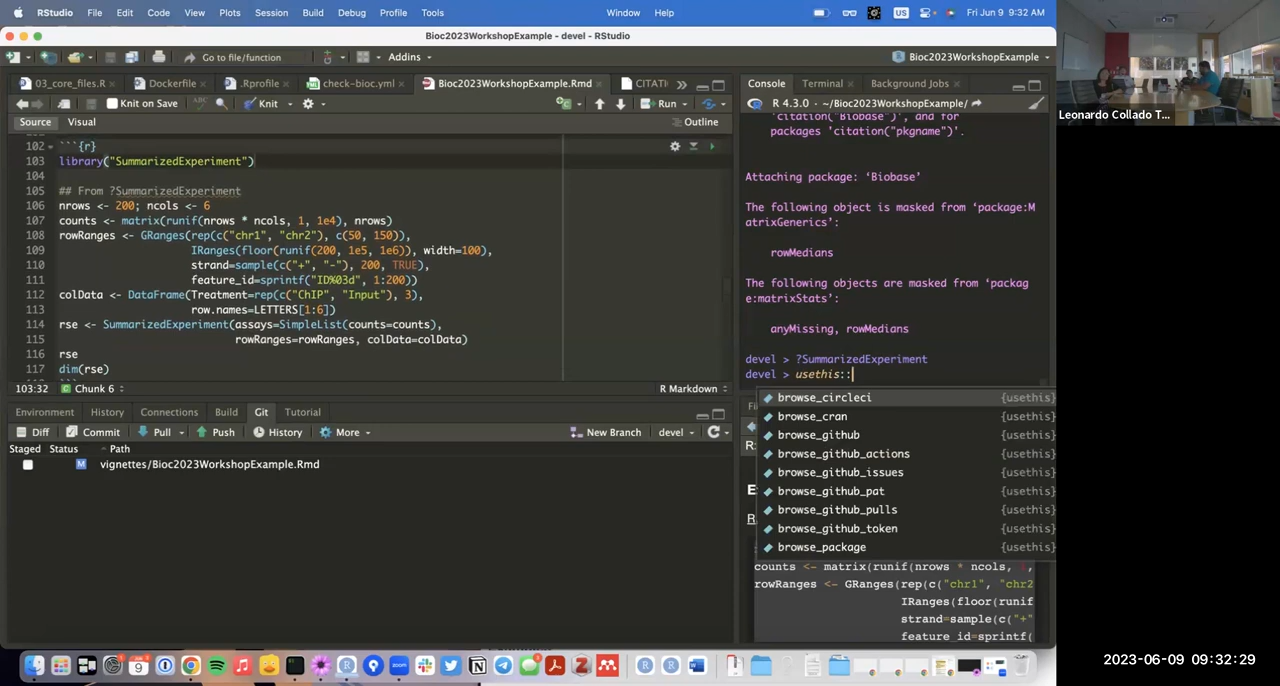 RStudio File Edit Code View Plots Session Build Debug Profile Tools Window Help US Fri Jun 9 9:32 AM
Bioc2023WorkshopExample - devel - RStudio
Go to file/function Addins Bioc2023WorkshopExample
03_core_files.R Dockerfile .Rprofile check-bioc.yml Bioc2023WorkshopExample.Rmd CITATI
Knit on Save ABC Knit Run
Source Visual Outline
102 ```{r}
103 library("SummarizedExperiment")
104
105 ## From ?SummarizedExperiment
106 nrows <- 200; ncols <- 6
107 counts <- matrix(runif(nrows * ncols, 1, 1e4), nrows)
108 rowRanges <- GRanges(rep(c("chr1", "chr2"), c(50, 150)),
109 IRanges(floor(runif(200, 1e5, 1e6)), width=100),
110 strand=sample(c("+", "-"), 200, TRUE),
111 feature_id=sprintf("ID%03d", 1:200))
112 colData <- DataFrame(Treatment=rep(c("ChIP", "Input"), 3),
113 row.names=LETTERS[1:6])
114 rse <- SummarizedExperiment(assays=SimpleList(counts=counts),
115 rowRanges=rowRanges, colData=colData)
116 rse
117 dim(rse)
103:32 Chunk 6 R Markdown
Environment History Connections Build Git Tutorial
Diff Commit Pull Push History More New Branch devel
Staged Status Path
M vignettes/Bioc2023WorkshopExample.Rmd
Console Terminal Background Jobs
R 4.3.0 · ~/Bioc2023WorkshopExample/
'citation("Biobase")', and for
packages 'citation("pkgname")'.
Attaching package: ‘Biobase’
The following object is masked from ‘package:M
atrixGenerics’:
rowMedians
The following objects are masked from ‘packag
e:matrixStats’:
anyMissing, rowMedians
devel > ?SummarizedExperiment
devel > usethis::
browse_circleci {usethis}
browse_cran {usethis}
browse_github {usethis}
browse_github_actions {usethis}
browse_github_issues {usethis}
browse_github_pat {usethis}
browse_github_pulls {usethis}
browse_github_token {usethis}
browse_package {usethis}
counts <- matrix(runif(nrows * ncols, 1,
rowRanges <- GRanges(rep(c("chr1", "chr2
IRanges(floor(runif
strand=sample(c("+"
feature_id=sprintf(
Leonardo Collado T...
2023-06-09 09:32:29